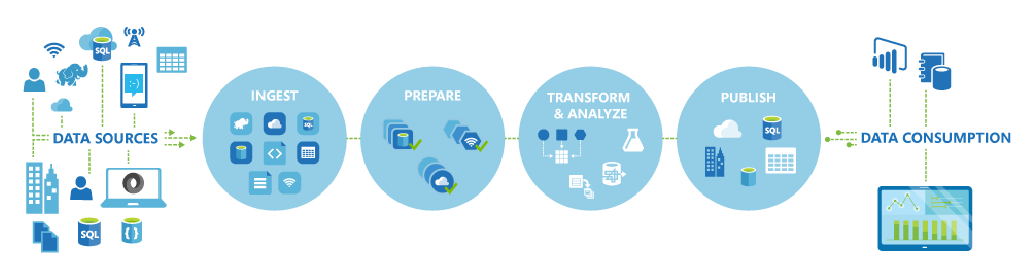 SQL
DATA SOURCES
SQL
{ }
INGEST
SQL
</>
PREPARE
TRANSFORM
& ANALYZE
PUBLISH
SQL
DATA CONSUMPTION